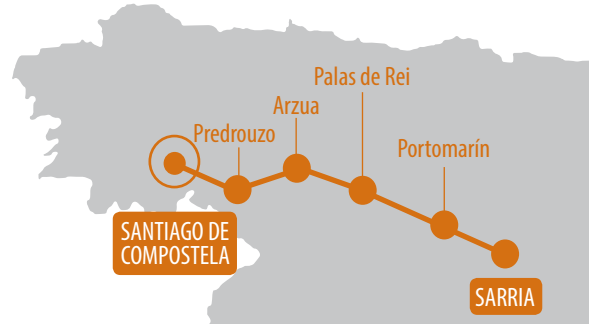 Palas de Rei
Arzua
Predrouzo
Portomarín
SANTIAGO DE
COMPOSTELA
SARRIA